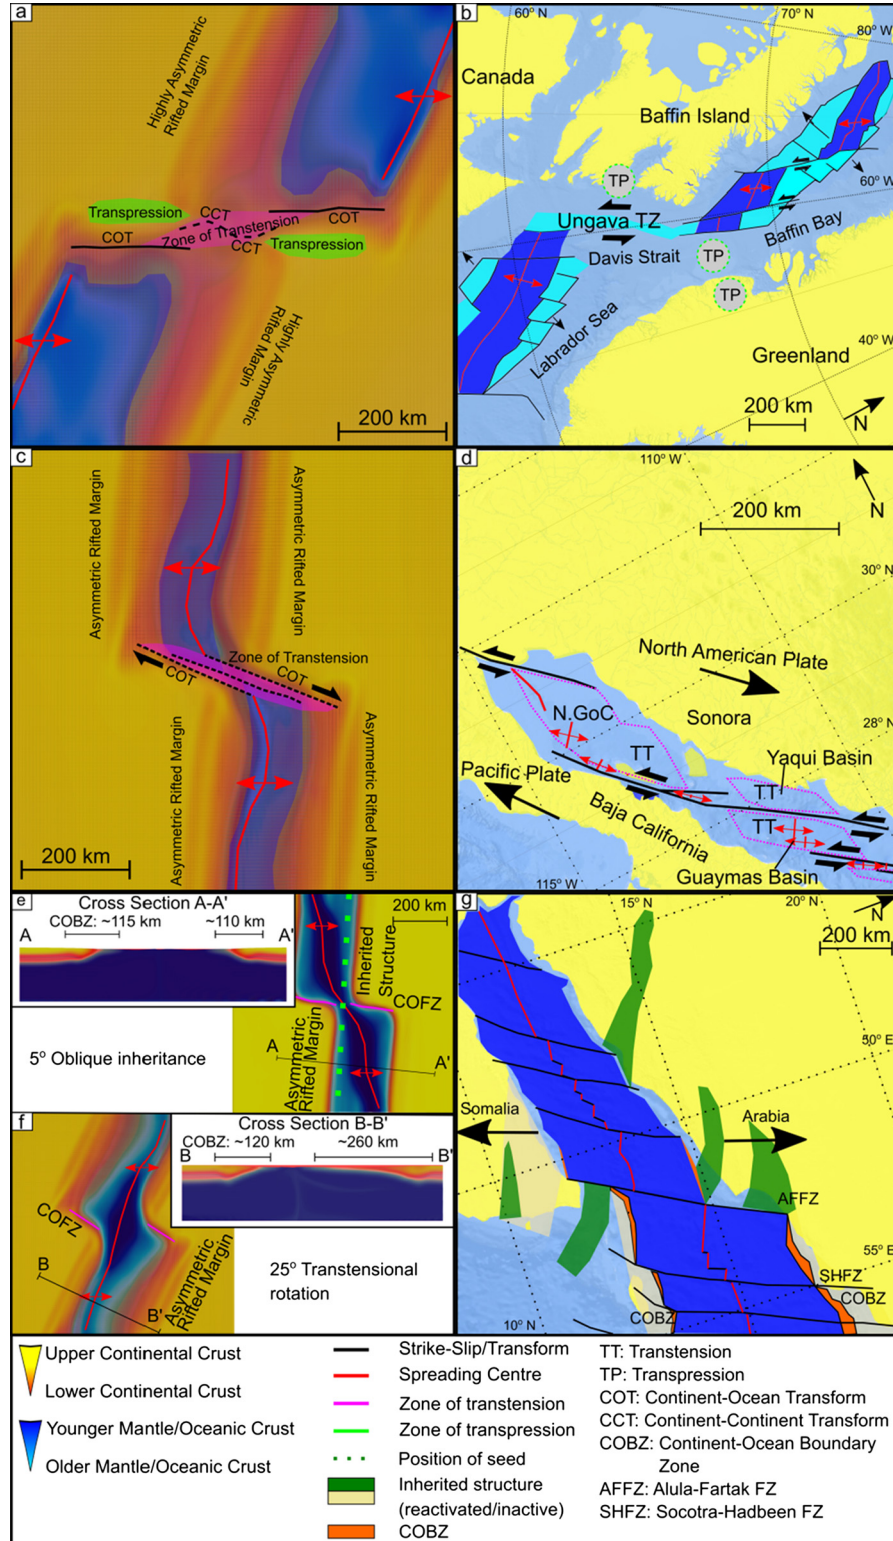 a
Highly Asymmetric
Rifted Margin
Transpression
CCT
COT
COT
Zone of Transtension
CCT
Transpression
Highly Asymmetric
Rifted Margin
200 km
b
60° N
70° N
80° W
Canada
Baffin Island
TP
60° W
Ungava TZ
Baffin Bay
Davis Strait
TP
TP
Labrador Sea
40° W
Greenland
200 km
N
c
Asymmetric Rifted Margin
Asymmetric Rifted Margin
Zone of Transtension
COT
COT
Asymmetric Rifted Margin
Asymmetric Rifted Margin
200 km
d
110° W
N
200 km
30° N
North American Plate
N.GoC
Sonora
28° N
TT
Yaqui Basin
Pacific Plate
TT
Baja California
TT
Guaymas Basin
115° W
e
Cross Section A-A'
COBZ: ~115 km
~110 km
A
A'
200 km
Inherited
Structure
COFZ
Asymmetric
Rifted Margin
A
A'
5° Oblique inheritance
f
Cross Section B-B'
COBZ: ~120 km
~260 km
B
B'
COFZ
Asymmetric
Rifted Margin
B
B'
25° Transtensional
rotation
g
15° N
20° N
N
200 km
50° E
Somalia
Arabia
AFFZ
55° E
SHFZ
COBZ
COBZ
10° N
Upper Continental Crust
Lower Continental Crust
Younger Mantle/Oceanic Crust
Older Mantle/Oceanic Crust
Strike-Slip/Transform
Spreading Centre
Zone of transtension
Zone of transpression
Position of seed
Inherited structure
(reactivated/inactive)
COBZ
TT: Transtension
TP: Transpression
COT: Continent-Ocean Transform
CCT: Continent-Continent Transform
COBZ: Continent-Ocean Boundary
Zone
AFFZ: Alula-Fartak FZ
SHFZ: Socotra-Hadbeen FZ